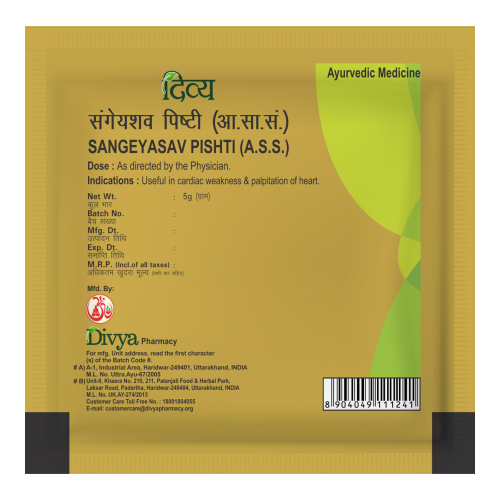 Ayurvedic Medicine
दिव्य
संगेयशव पिष्टी (आ.सा.सं.)
SANGEYASAV PISHTI (A.S.S.)
Dose : As directed by the Physician.
Indications : Useful in cardiac weakness & palpitation of heart.
Net Wt. : 5g (ग्राम)
कुल भार
Batch No. :
बैच संख्या
Mfg. Dt. :
उत्पादन तिथि
Exp. Dt. :
समाप्ति तिथि
M.R.P. (Incl.of all taxes) :
अधिकतम खुदरा मूल्य (सभी कर सहित)
Mfd. By:
Divya Pharmacy
For mfg. Unit address, read the first character
(s) of the Batch Code #.
# A) A-1, Industrial Area, Haridwar-249401, Uttarakhand, INDIA
M.L. No. Uttra.Ayu-67/2005
# B) Unit-II, Khasra No. 210, 211, Patanjali Food & Herbal Park,
Laksar Road, Padartha, Haridwar-249404, Uttarakhand, INDIA
M.L. No. UK.AY-274/2013
Customer Care Toll Free No. : 18001804055
E-mail: customercare@divyapharmacy.org
8 904049 111241